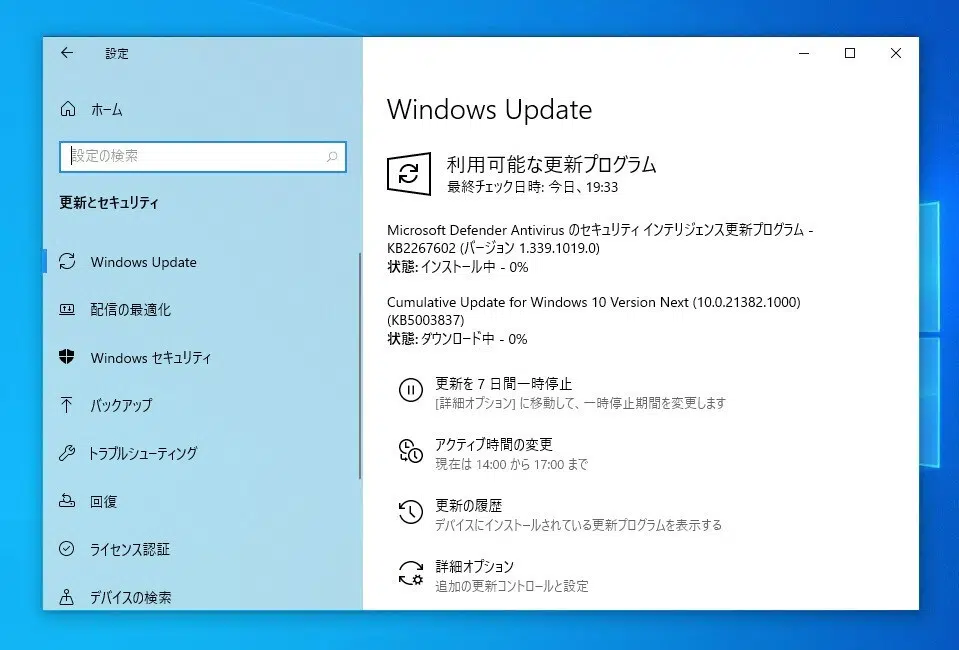 設定
ホーム
設定の検索
更新とセキュリティ
Windows Update
配信の最適化
Windows セキュリティ
バックアップ
トラブルシューティング
回復
ライセンス認証
デバイスの検索
Windows Update
利用可能な更新プログラム
最終チェック日時: 今日、19:33
Microsoft Defender Antivirus のセキュリティ インテリジェンス更新プログラム -
KB2267602 (バージョン 1.339.1019.0)
状態: インストール中 - 0%
Cumulative Update for Windows 10 Version Next (10.0.21382.1000)
(KB5003837)
状態: ダウンロード中 - 0%
更新を 7 日間一時停止
[詳細オプション] に移動して、一時停止期間を変更します
アクティブ時間の変更
現在は 14:00 から 17:00 まで
更新の履歴
デバイスにインストールされている更新プログラムを表示する
詳細オプション
追加の更新コントロールと設定